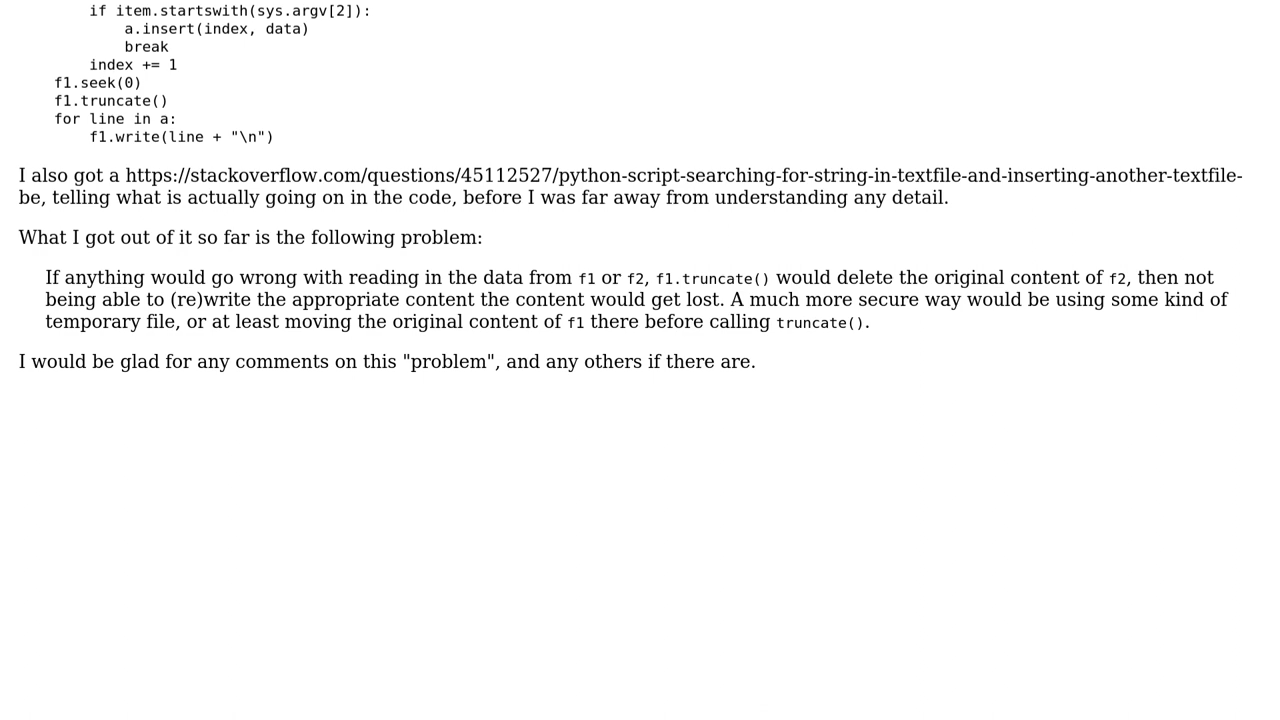 if item.startswith(sys.argv[2]):
a.insert(index, data)
break
index += 1
f1.seek(0)
f1.truncate()
for line in a:
f1.write(line + "\n")
I also got a https://stackoverflow.com/questions/45112527/python-script-searching-for-string-in-textfile-and-inserting-another-textfile-
be, telling what is actually going on in the code, before I was far away from understanding any detail.
What I got out of it so far is the following problem:
If anything would go wrong with reading in the data from f1 or f2, f1.truncate() would delete the original content of f2, then not
being able to (re)write the appropriate content the content would get lost. A much more secure way would be using some kind of
temporary file, or at least moving the original content of f1 there before calling truncate().
I would be glad for any comments on this "problem", and any others if there are.